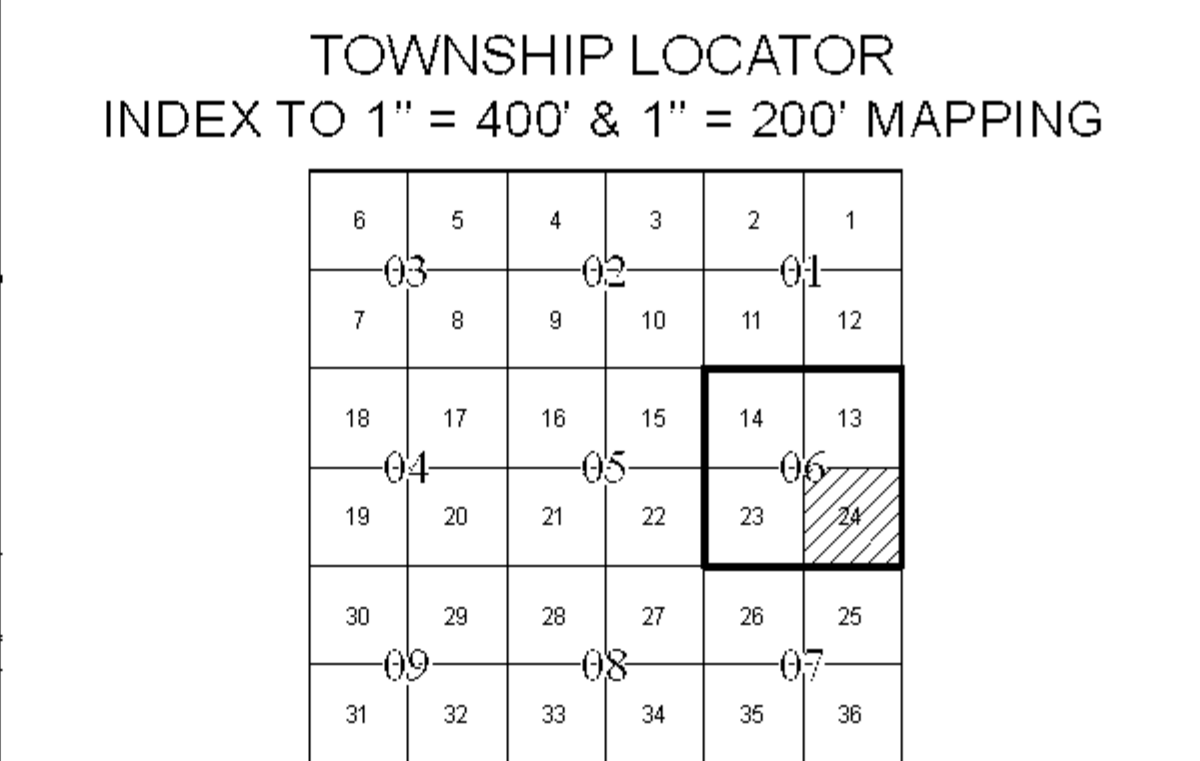 TOWNSHIP LOCATOR
INDEX TO 1" = 400' & 1" = 200' MAPPING
6 5 4 3 2 1
03 02 01
7 8 9 10 11 12
18 17 16 15 14 13
04 05 06
19 20 21 22 23 24
30 29 28 27 26 25
09 08 07
31 32 33 34 35 36